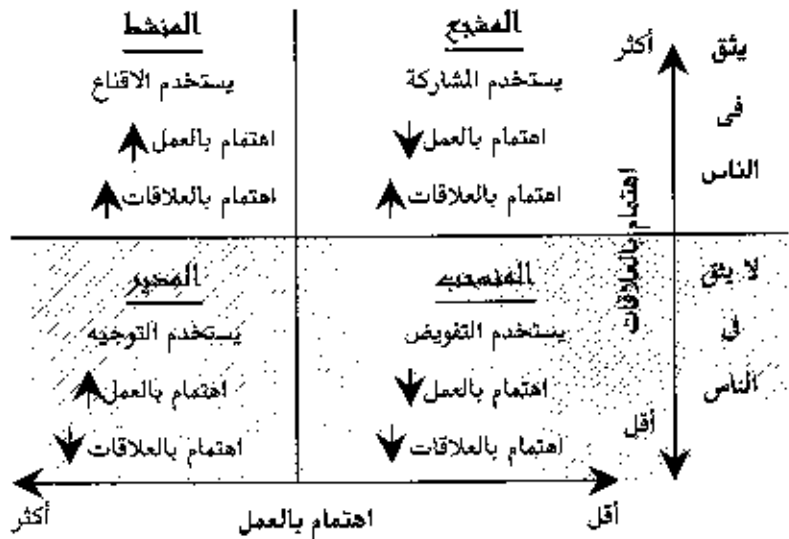 المشجع
يستخدم المشاركة
اهتمام بالعمل
اهتمام بالعلاقات
المنشط
يستخدم الاقناع
اهتمام بالعمل
اهتمام بالعلاقات
المنسحب
يستخدم التفويض
اهتمام بالعمل
اهتمام بالعلاقات
المدير
يستخدم التوجيه
اهتمام بالعمل
اهتمام بالعلاقات
يثق
فى
الناس
لا يثق
فى
الناس
أكثر
اهتمام بالعلاقات
أقل
أقل
اهتمام بالعمل
أكثر